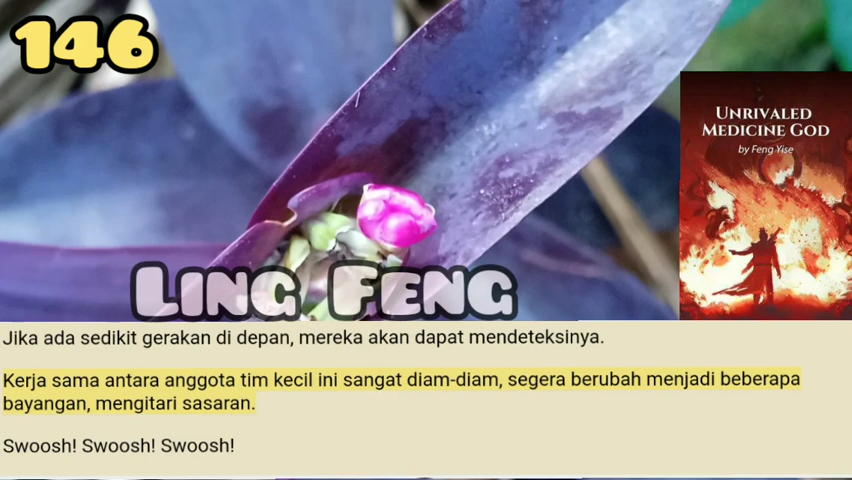 146
UNRIVALED
MEDICINE GOD
by Feng Yise
LING FENG
Jika ada sedikit gerakan di depan, mereka akan dapat mendeteksinya.
Kerja sama antara anggota tim kecil ini sangat diam-diam, segera berubah menjadi beberapa
bayangan, mengitari sasaran.
Swoosh! Swoosh! Swoosh!